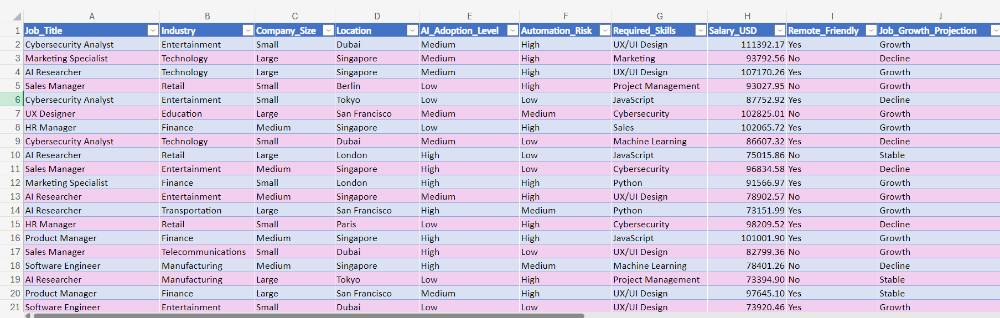 A B C D E F G H I J
1 Job_Title Industry Company_Size Location AI_Adoption_Level Automation_Risk Required_Skills Salary_USD Remote_Friendly Job_Growth_Projection
2 Cybersecurity Analyst Entertainment Small Dubai Medium High UX/UI Design 111392.17 Yes Growth
3 Marketing Specialist Technology Large Singapore Medium High Marketing 93792.56 No Decline
4 AI Researcher Technology Large Singapore Medium High UX/UI Design 107170.26 Yes Growth
5 Sales Manager Retail Small Berlin Low High Project Management 93027.95 No Growth
6 Cybersecurity Analyst Entertainment Small Tokyo Low Low JavaScript 87752.92 Yes Decline
7 UX Designer Education Large San Francisco Medium Medium Cybersecurity 102825.01 No Growth
8 HR Manager Finance Medium Singapore Low High Sales 102065.72 Yes Growth
9 Cybersecurity Analyst Technology Small Dubai Medium Low Machine Learning 86607.32 Yes Decline
10 AI Researcher Retail Large London High Low JavaScript 75015.86 No Stable
11 Sales Manager Entertainment Medium Singapore High Low Cybersecurity 96834.58 Yes Decline
12 Marketing Specialist Finance Small London High High Python 91566.97 Yes Growth
13 AI Researcher Entertainment Medium Singapore Medium High UX/UI Design 78902.57 No Growth
14 AI Researcher Transportation Large San Francisco High Medium Python 73151.99 Yes Growth
15 HR Manager Retail Small Paris Low High Cybersecurity 98209.52 Yes Decline
16 Product Manager Finance Medium Singapore High High JavaScript 101001.90 Yes Growth
17 Sales Manager Telecommunications Small Dubai High Low UX/UI Design 82799.36 No Growth
18 Software Engineer Manufacturing Medium Singapore High Medium Machine Learning 78401.26 No Decline
19 AI Researcher Manufacturing Large Tokyo Low High Project Management 73394.90 No Stable
20 Product Manager Finance Large San Francisco Medium High UX/UI Design 97645.10 Yes Stable
21 Software Engineer Entertainment Small Dubai Low Low UX/UI Design 73920.46 Yes Growth